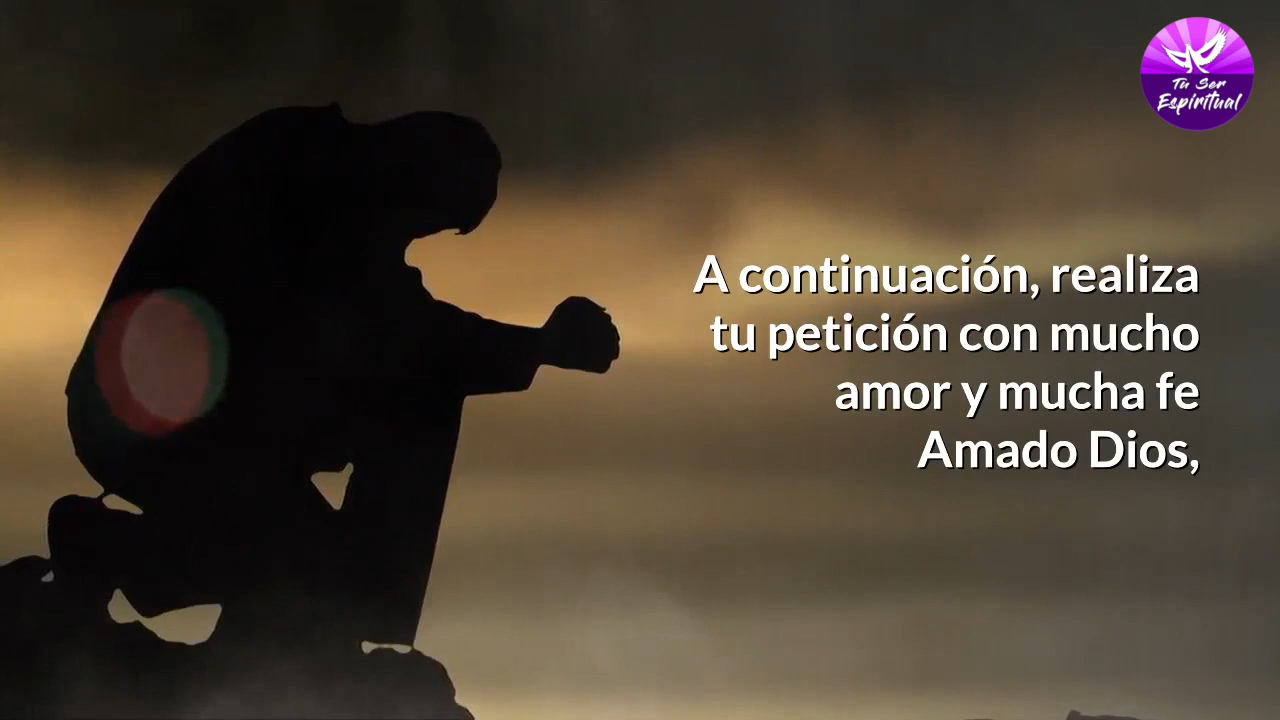 Tu Ser
Espiritual
A continuación, realiza
tu petición con mucho
amor y mucha fe
Amado Dios,